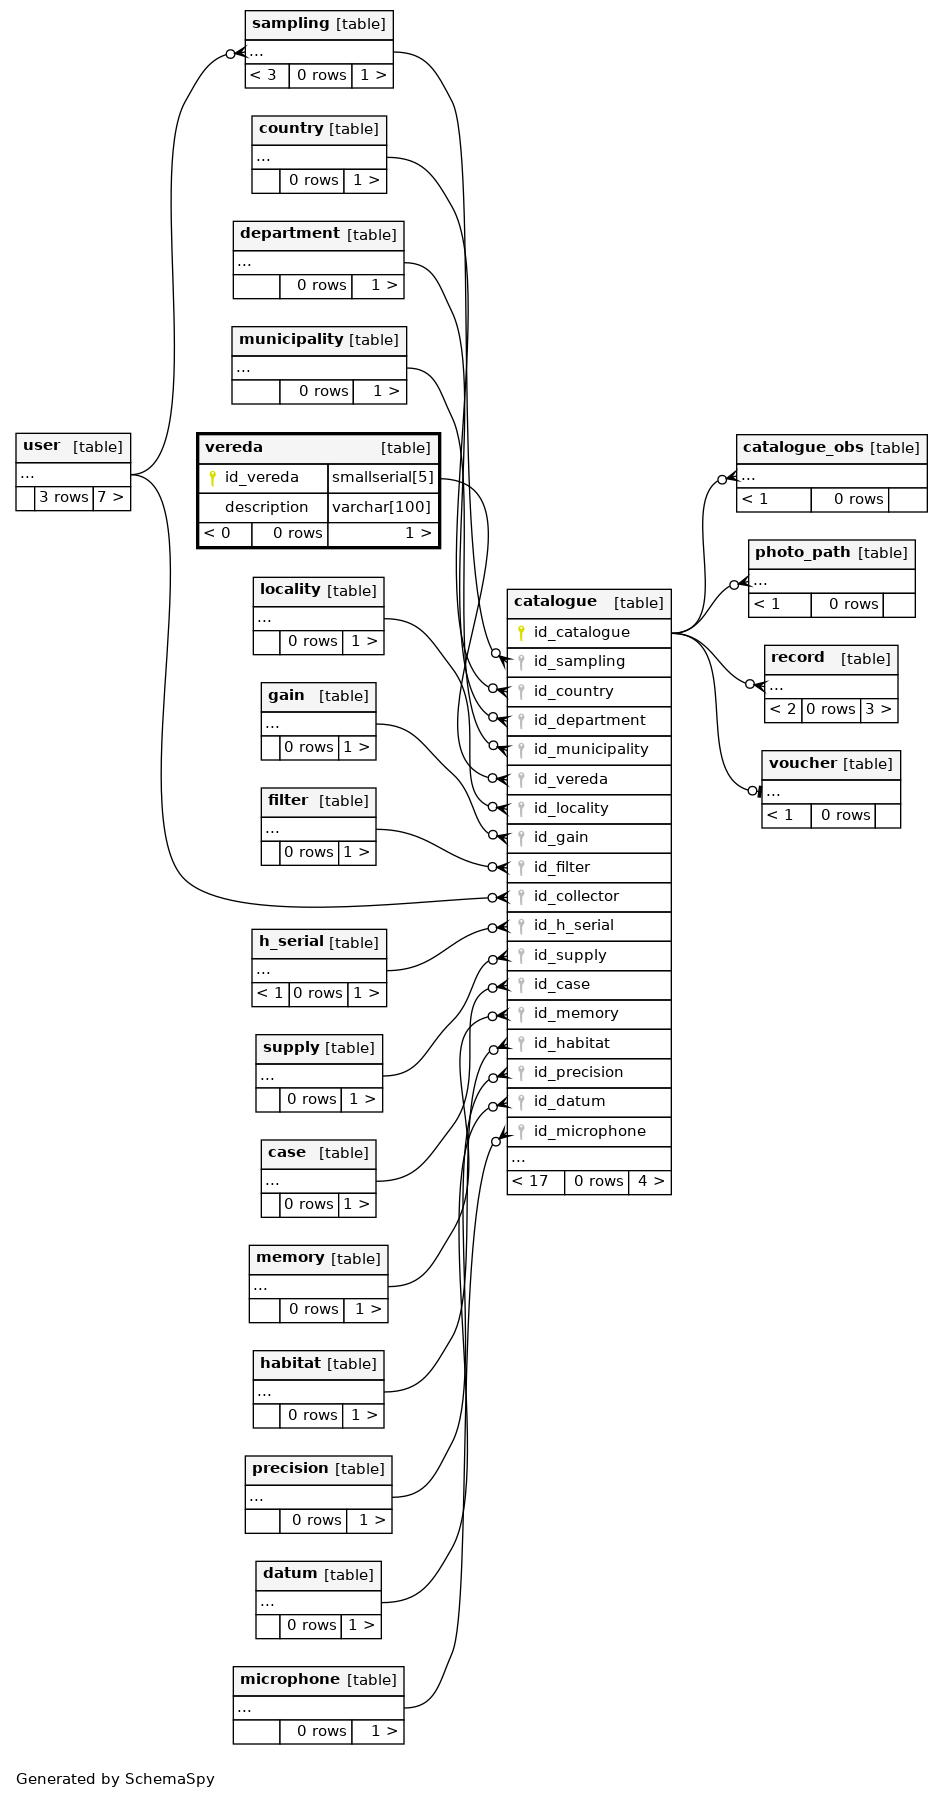 sampling [table]
...
< 3 0 rows 1 >
country [table]
...
0 rows 1 >
department [table]
...
0 rows 1 >
municipality [table]
...
0 rows 1 >
user [table]
...
3 rows 7 >
vereda [table]
id_vereda smallserial[5]
description varchar[100]
< 0 0 rows 1 >
locality [table]
...
0 rows 1 >
gain [table]
...
0 rows 1 >
filter [table]
...
0 rows 1 >
h_serial [table]
...
< 1 0 rows 1 >
supply [table]
...
0 rows 1 >
case [table]
...
0 rows 1 >
memory [table]
...
0 rows 1 >
habitat [table]
...
0 rows 1 >
precision [table]
...
0 rows 1 >
datum [table]
...
0 rows 1 >
microphone [table]
...
0 rows 1 >
catalogue [table]
id_catalogue
id_sampling
id_country
id_department
id_municipality
id_vereda
id_locality
id_gain
id_filter
id_collector
id_h_serial
id_supply
id_case
id_memory
id_habitat
id_precision
id_datum
id_microphone
...
< 17 0 rows 4 >
catalogue_obs [table]
...
< 1 0 rows
photo_path [table]
...
< 1 0 rows
record [table]
...
< 2 0 rows 3 >
voucher [table]
...
< 1 0 rows
Generated by SchemaSpy